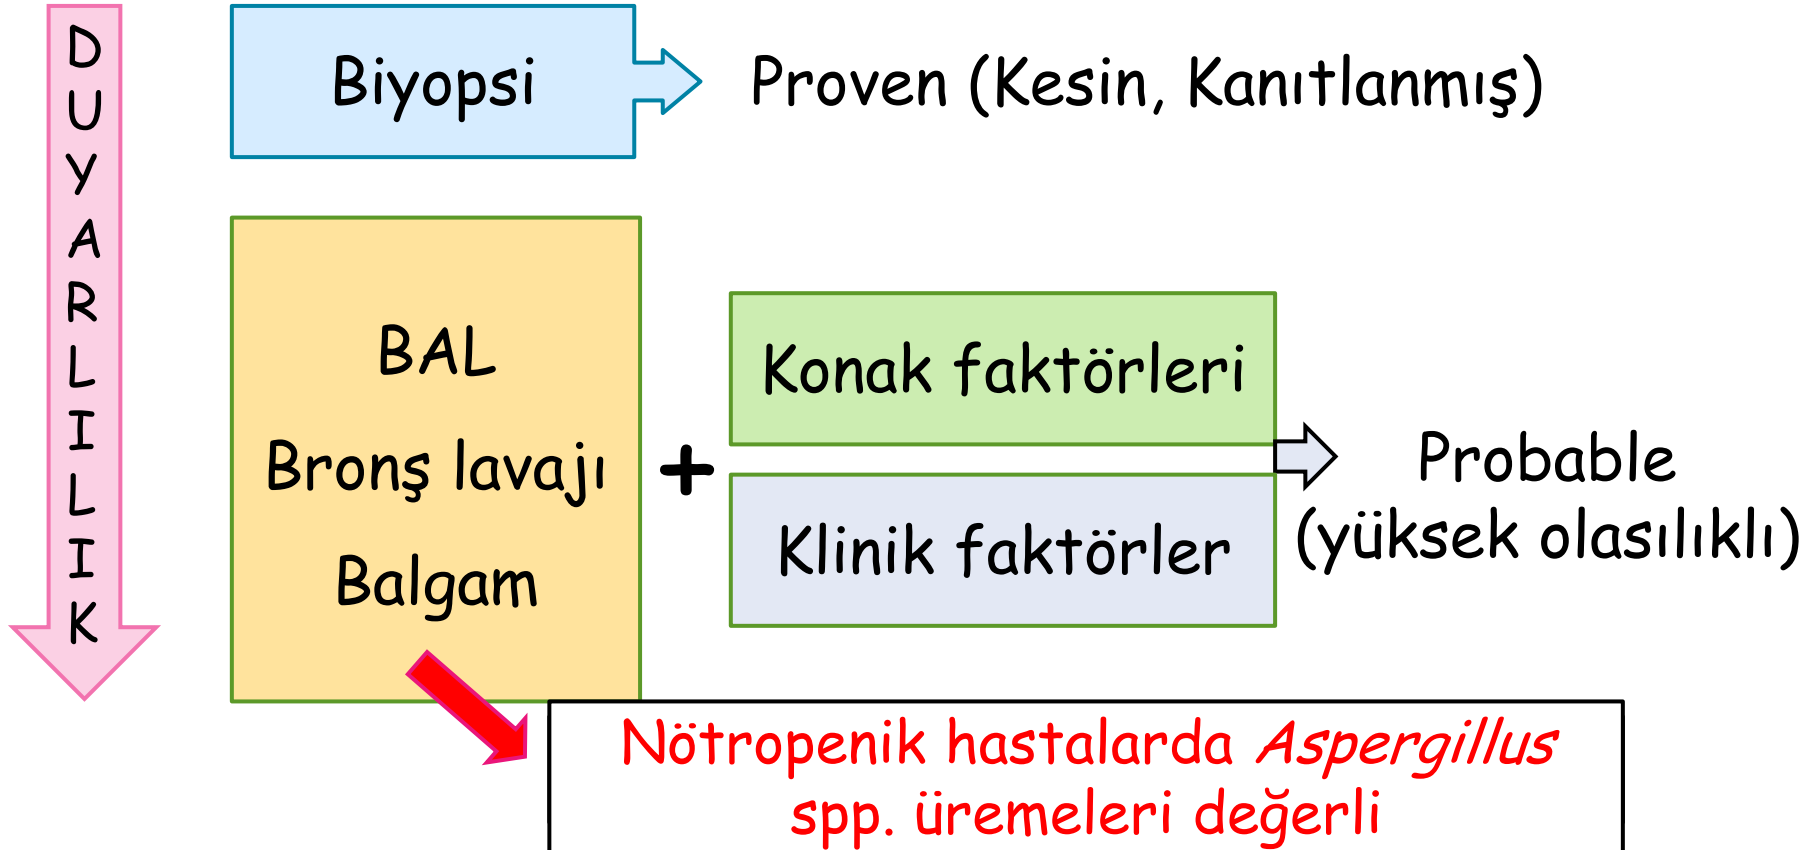 DUYARLILIK
Biyopsi
Proven (Kesin, Kanıtlanmış)
BAL
Bronş lavajı
Balgam
+
Konak faktörleri
Klinik faktörler
Probable
(yüksek olasılıklı)
Nötropenik hastalarda Aspergillus
spp. üremeleri değerli